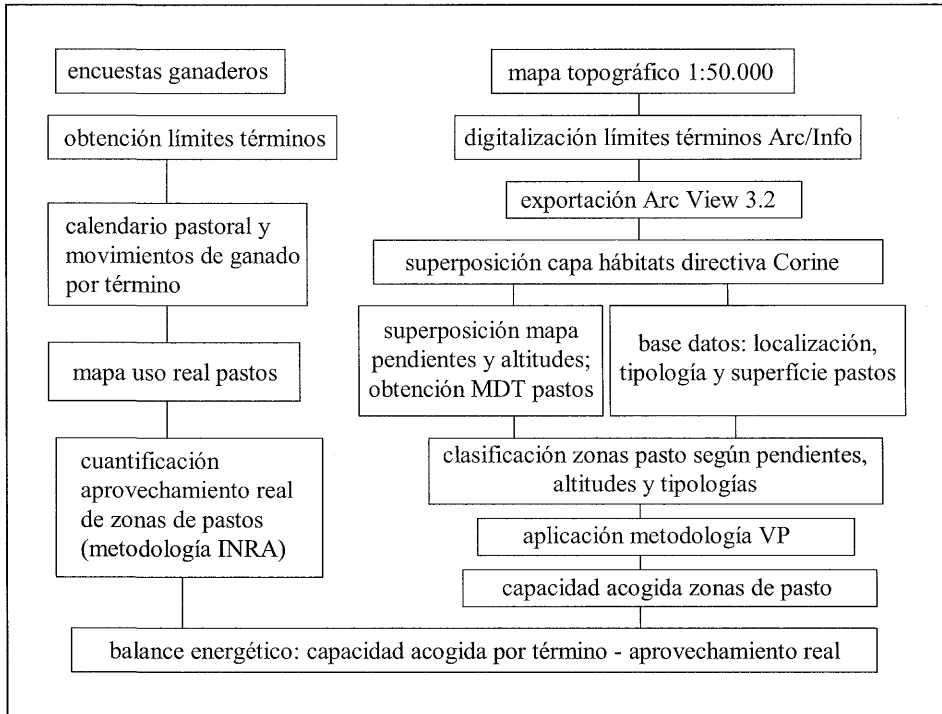 encuestas ganaderos
obtención límites términos
calendario pastoral y
movimientos de ganado
por término
mapa uso real pastos
cuantificación
aprovechamiento real
de zonas de pastos
(metodología INRA)
mapa topográfico 1:50.000
digitalización límites términos Arc/Info
exportación Arc View 3.2
superposición capa hábitats directiva Corine
superposición mapa
pendientes y altitudes;
obtención MDT pastos
base datos: localización,
tipología y superfície pastos
clasificación zonas pasto según pendientes,
altitudes y tipologías
aplicación metodología VP
capacidad acogida zonas de pasto
balance energético: capacidad acogida por término - aprovechamiento real